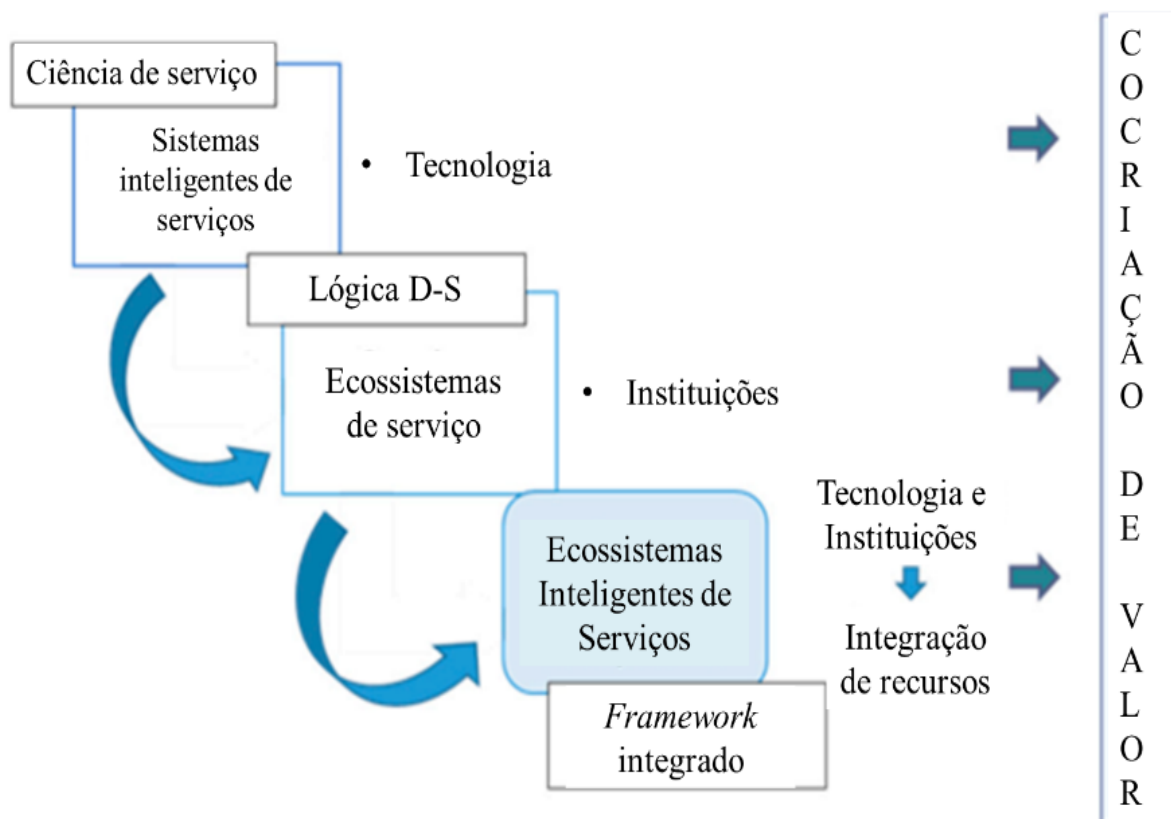 Ciência de serviço
Sistemas
inteligentes de
serviços
• Tecnologia
Lógica D-S
Ecossistemas
de serviço
• Instituições
Ecossistemas
Inteligentes de
Serviços
Tecnologia e
Instituições
Integração
de recursos
Framework
integrado
C
O
C
R
I
A
Ç
Ã
O
D
E
V
A
L
O
R